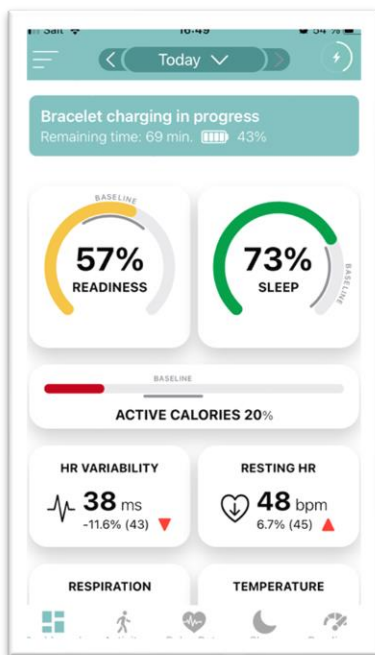 16:49
54 %
Today
Bracelet charging in progress
Remaining time: 69 min. 43%
BASELINE
57%
READINESS
73%
SLEEP
BASELINE
BASELINE
ACTIVE CALORIES 20%
HR VARIABILITY
38 ms
-11.6% (43)
RESTING HR
48 bpm
6.7% (45)
RESPIRATION
TEMPERATURE